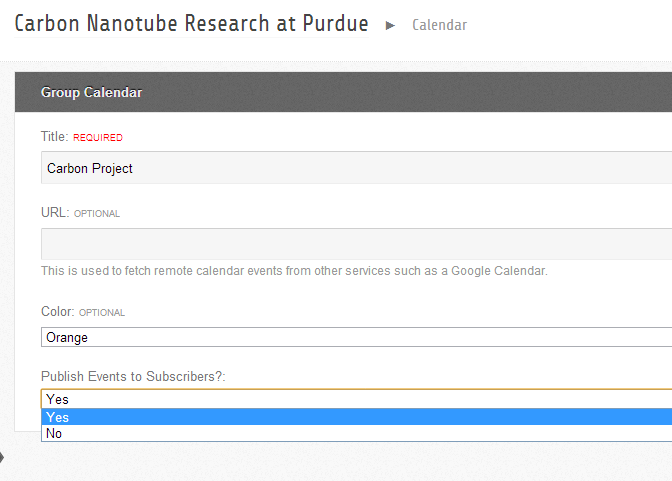 Carbon Nanotube Research at Purdue ► Calendar
Group Calendar
Title: REQUIRED
Carbon Project
URL: OPTIONAL
This is used to fetch remote calendar events from other services such as a Google Calendar.
Color: OPTIONAL
Orange
Publish Events to Subscribers?:
Yes
Yes
No